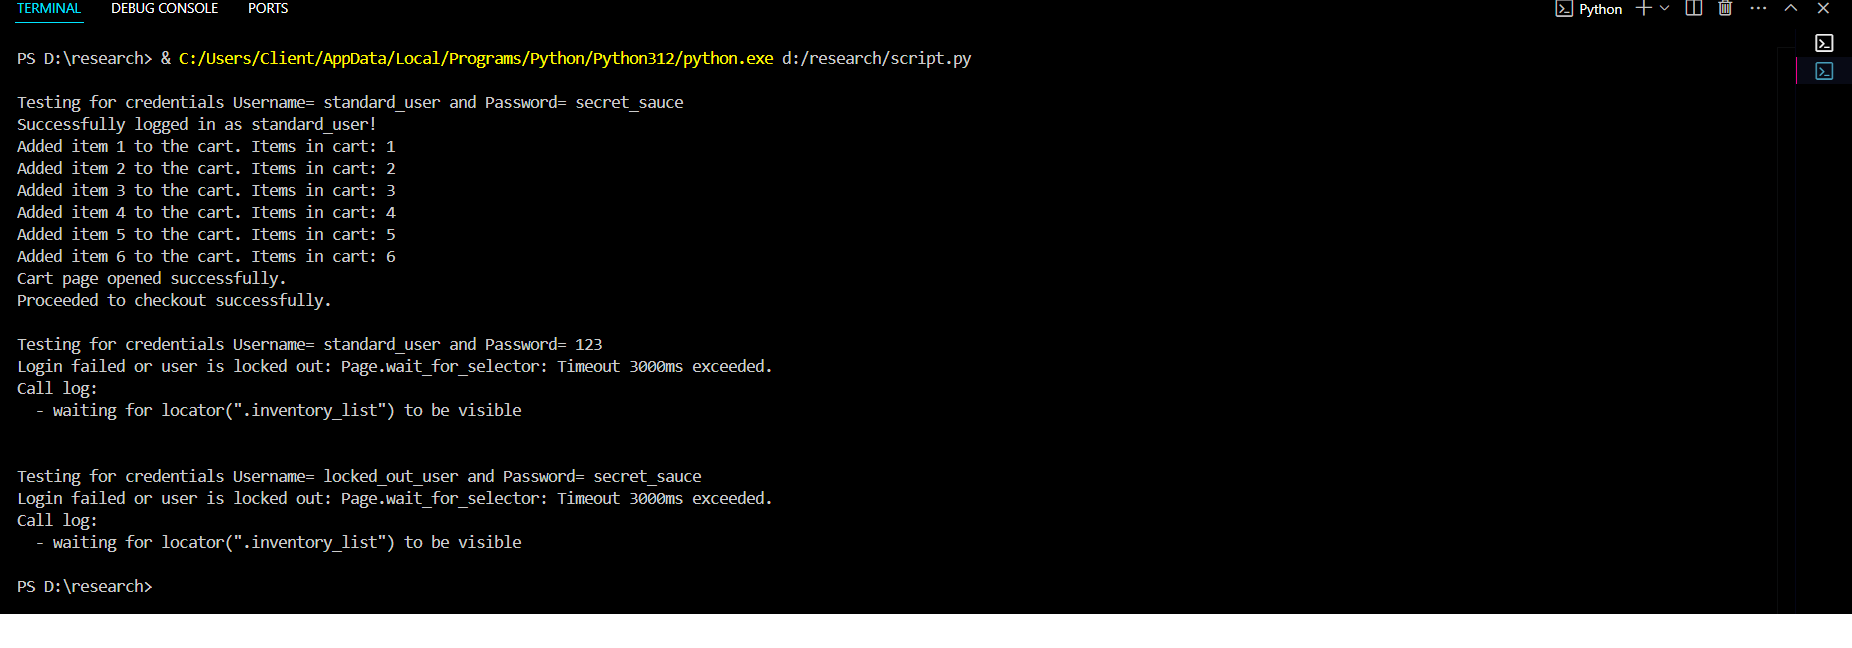 TERMINAL DEBUG CONSOLE PORTS Python
PS D:\research> & C:/Users/Client/AppData/Local/Programs/Python/Python312/python.exe d:/research/script.py
Testing for credentials Username= standard_user and Password= secret_sauce
Successfully logged in as standard_user!
Added item 1 to the cart. Items in cart: 1
Added item 2 to the cart. Items in cart: 2
Added item 3 to the cart. Items in cart: 3
Added item 4 to the cart. Items in cart: 4
Added item 5 to the cart. Items in cart: 5
Added item 6 to the cart. Items in cart: 6
Cart page opened successfully.
Proceeded to checkout successfully.
Testing for credentials Username= standard_user and Password= 123
Login failed or user is locked out: Page.wait_for_selector: Timeout 3000ms exceeded.
Call log:
  - waiting for locator(".inventory_list") to be visible
Testing for credentials Username= locked_out_user and Password= secret_sauce
Login failed or user is locked out: Page.wait_for_selector: Timeout 3000ms exceeded.
Call log:
  - waiting for locator(".inventory_list") to be visible
PS D:\research>